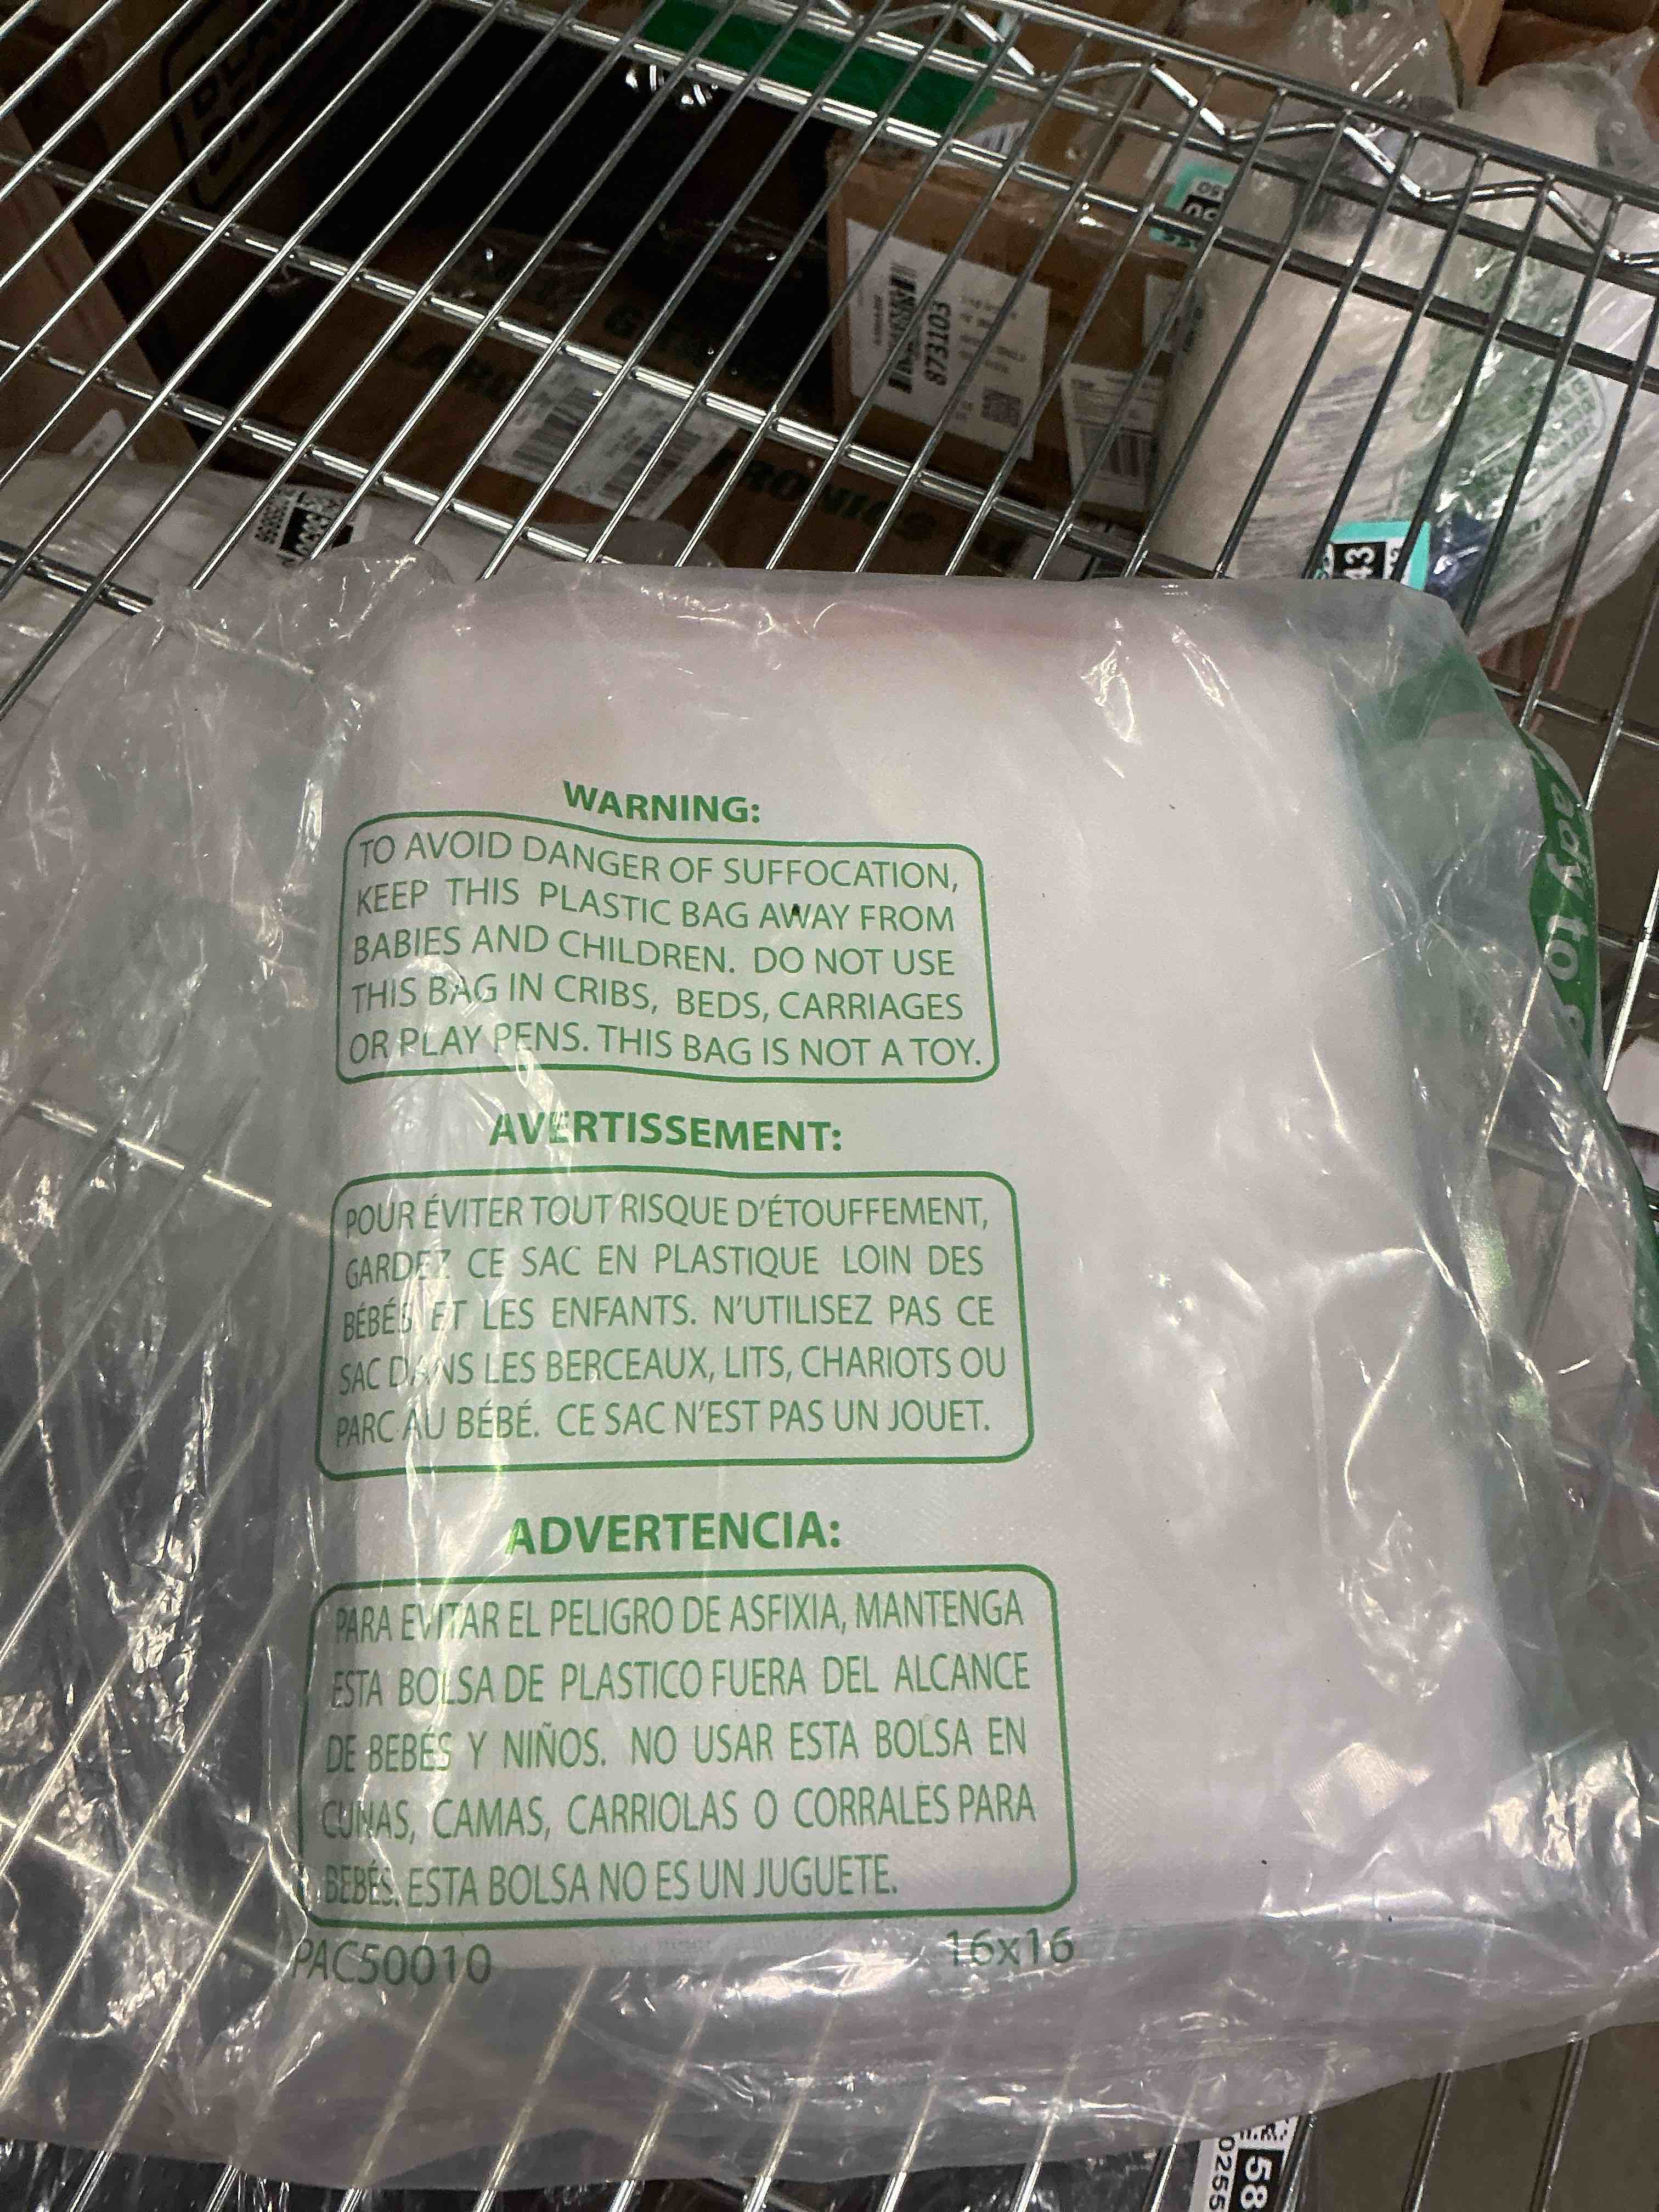 873103
43
WARNING:
TO AVOID DANGER OF SUFFOCATION,
KEEP THIS PLASTIC BAG AWAY FROM
BABIES AND CHILDREN. DO NOT USE
THIS BAG IN CRIBS, BEDS, CARRIAGES
OR PLAY PENS. THIS BAG IS NOT A TOY.
AVERTISSEMENT:
POUR ÉVITER TOUT RISQUE D'ÉTOUFFEMENT,
GARDEZ CE SAC EN PLASTIQUE LOIN DES
BÉBÉS ET LES ENFANTS. N'UTILISEZ PAS CE
SAC DANS LES BERCEAUX, LITS, CHARIOTS OU
PARC AU BÉBÉ. CE SAC N'EST PAS UN JOUET.
ADVERTENCIA:
PARA EVITAR EL PELIGRO DE ASFIXIA, MANTENGA
ESTA BOLSA DE PLASTICO FUERA DEL ALCANCE
DE BEBÉS Y NIÑOS. NO USAR ESTA BOLSA EN
CUNAS, CAMAS, CARRIOLAS O CORRALES PARA
BEBÉS. ESTA BOLSA NO ES UN JUGUETE.
PAC50010 16x16
58